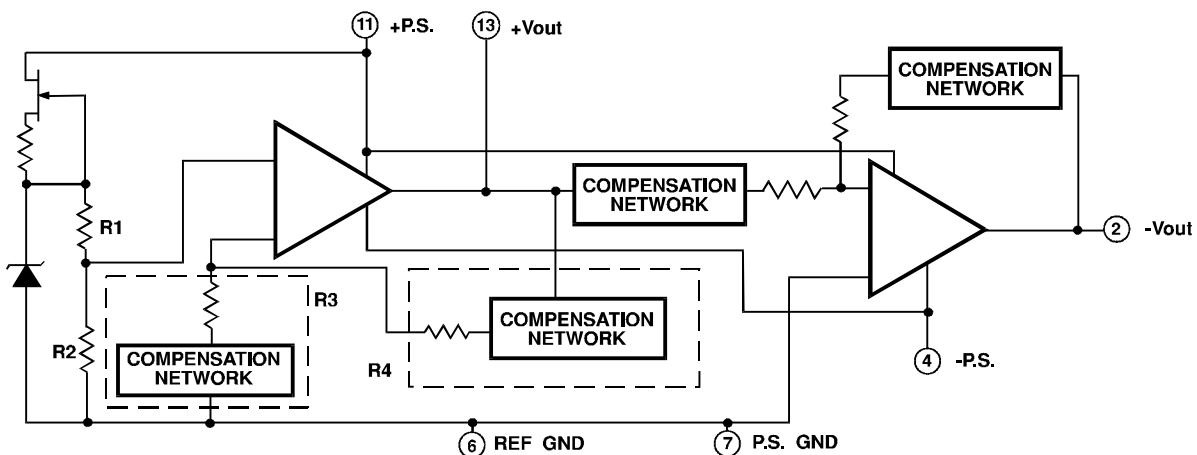 11 +P.S.
13 +Vout
COMPENSATION
NETWORK
COMPENSATION
NETWORK
R1
2 -Vout
R3
COMPENSATION
NETWORK
R2
COMPENSATION
NETWORK
R4
4 -P.S.
6 REF GND
7 P.S. GND